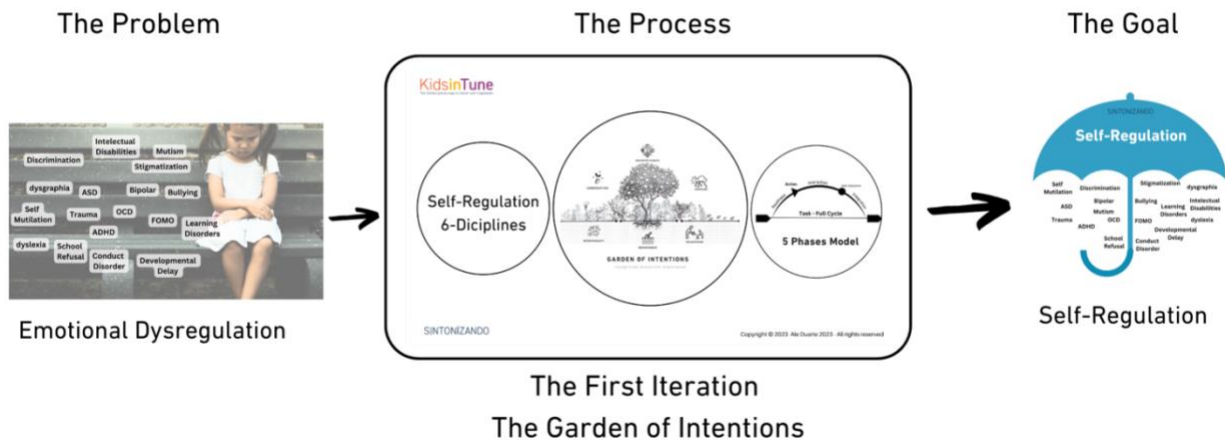 The Problem
The Process
The Goal
Intelectual
Disabilities
Mutism
Discrimination
Stigmatization
dysgraphia
ASD
Bipolar
Bullying
Self
Mutilation
Trauma
OCD
FOMO
Learning
Disorders
ADHD
dyslexia
School
Refusal
Conduct
Disorder
Developmental
Delay
Emotional Dysregulation
KidsinTune
Self-Regulation
6-Diciplines
GARDEN OF INTENTIONS
Task - Full Cycle
5 Phases Model
SINTONIZANDO
Copyright © 2023 Ale Duarte 2023 - All rights reserved
The First Iteration
The Garden of Intentions
SINTONIZANDO
Self-Regulation
Self
Mutilation
Discrimination
Stigmatization
dysgraphia
ASD
Bipolar
Bullying
Learning
Disorders
Intelectual
Disabilities
Mutism
Trauma
OCD
FOMO
dyslexia
ADHD
Developmental
Delay
School
Refusal
Conduct
Disorder
Self-Regulation